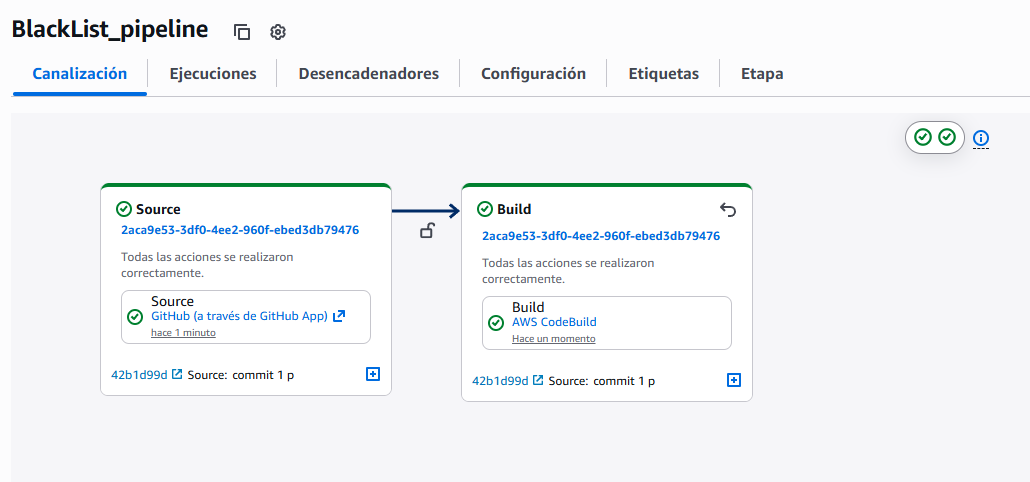 BlackList_pipeline
Canalización Ejecuciones Desencadenadores Configuración Etiquetas Etapa
Source
2aca9e53-3df0-4ee2-960f-ebed3db79476
Todas las acciones se realizaron
correctamente.
Source
GitHub (a través de GitHub App)
hace 1 minuto
42b1d99d Source: commit 1 p
Build
2aca9e53-3df0-4ee2-960f-ebed3db79476
Todas las acciones se realizaron
correctamente.
Build
AWS CodeBuild
Hace un momento
42b1d99d Source: commit 1 p